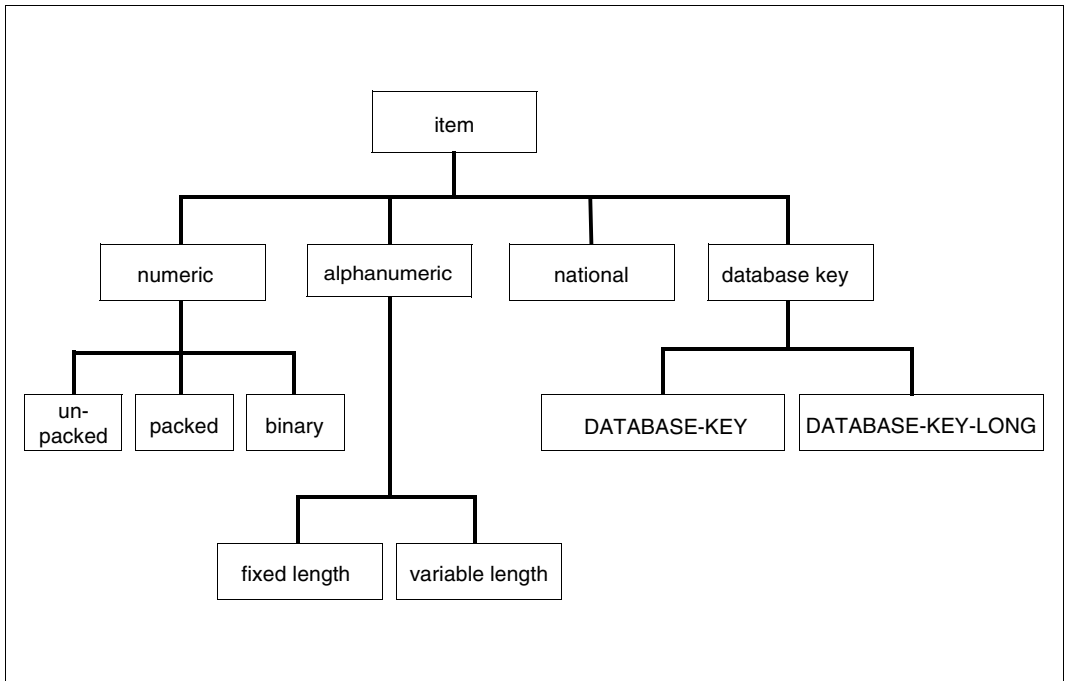 item
numeric
alphanumeric
national
database key
un-
packed
packed
binary
DATABASE-KEY
DATABASE-KEY-LONG
fixed length
variable length